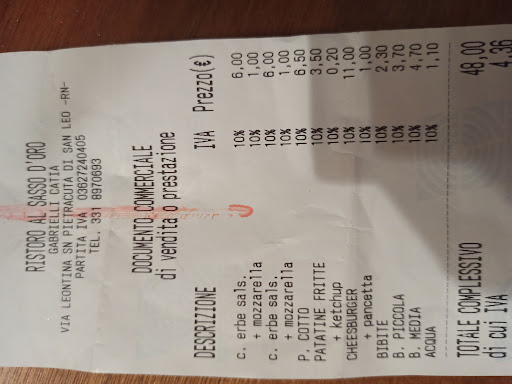 RISTORO AL SASSO D'ORO
GABRIELLI CATIA
VIA LEONTINA SN PIETRACUTA DI SAN LEO -RN-
PARTITA IVA 03627240405
TEL. 331 8970693
DOCUMENTO COMMERCIALE
di vendita o prestazione
DESCRIZIONE IVA Prezzo(€)
c. erbe sals. 10% 6,00
+ mozzarella 10% 1,00
c. erbe sals. 10% 6,00
+ mozzarella 10% 1,00
P. COTTO 10% 6,50
PATATINE FRITTE 10% 3,50
+ ketchup 10% 0,20
CHEESBURGER 10% 11,00
+ pancetta 10% 1,00
BIBITE 10% 2,30
B. PICCOLA 10% 3,70
B. MEDIA 10% 4,70
ACQUA 10% 1,10
TOTALE COMPLESSIVO 48,00
di cui IVA 4,36